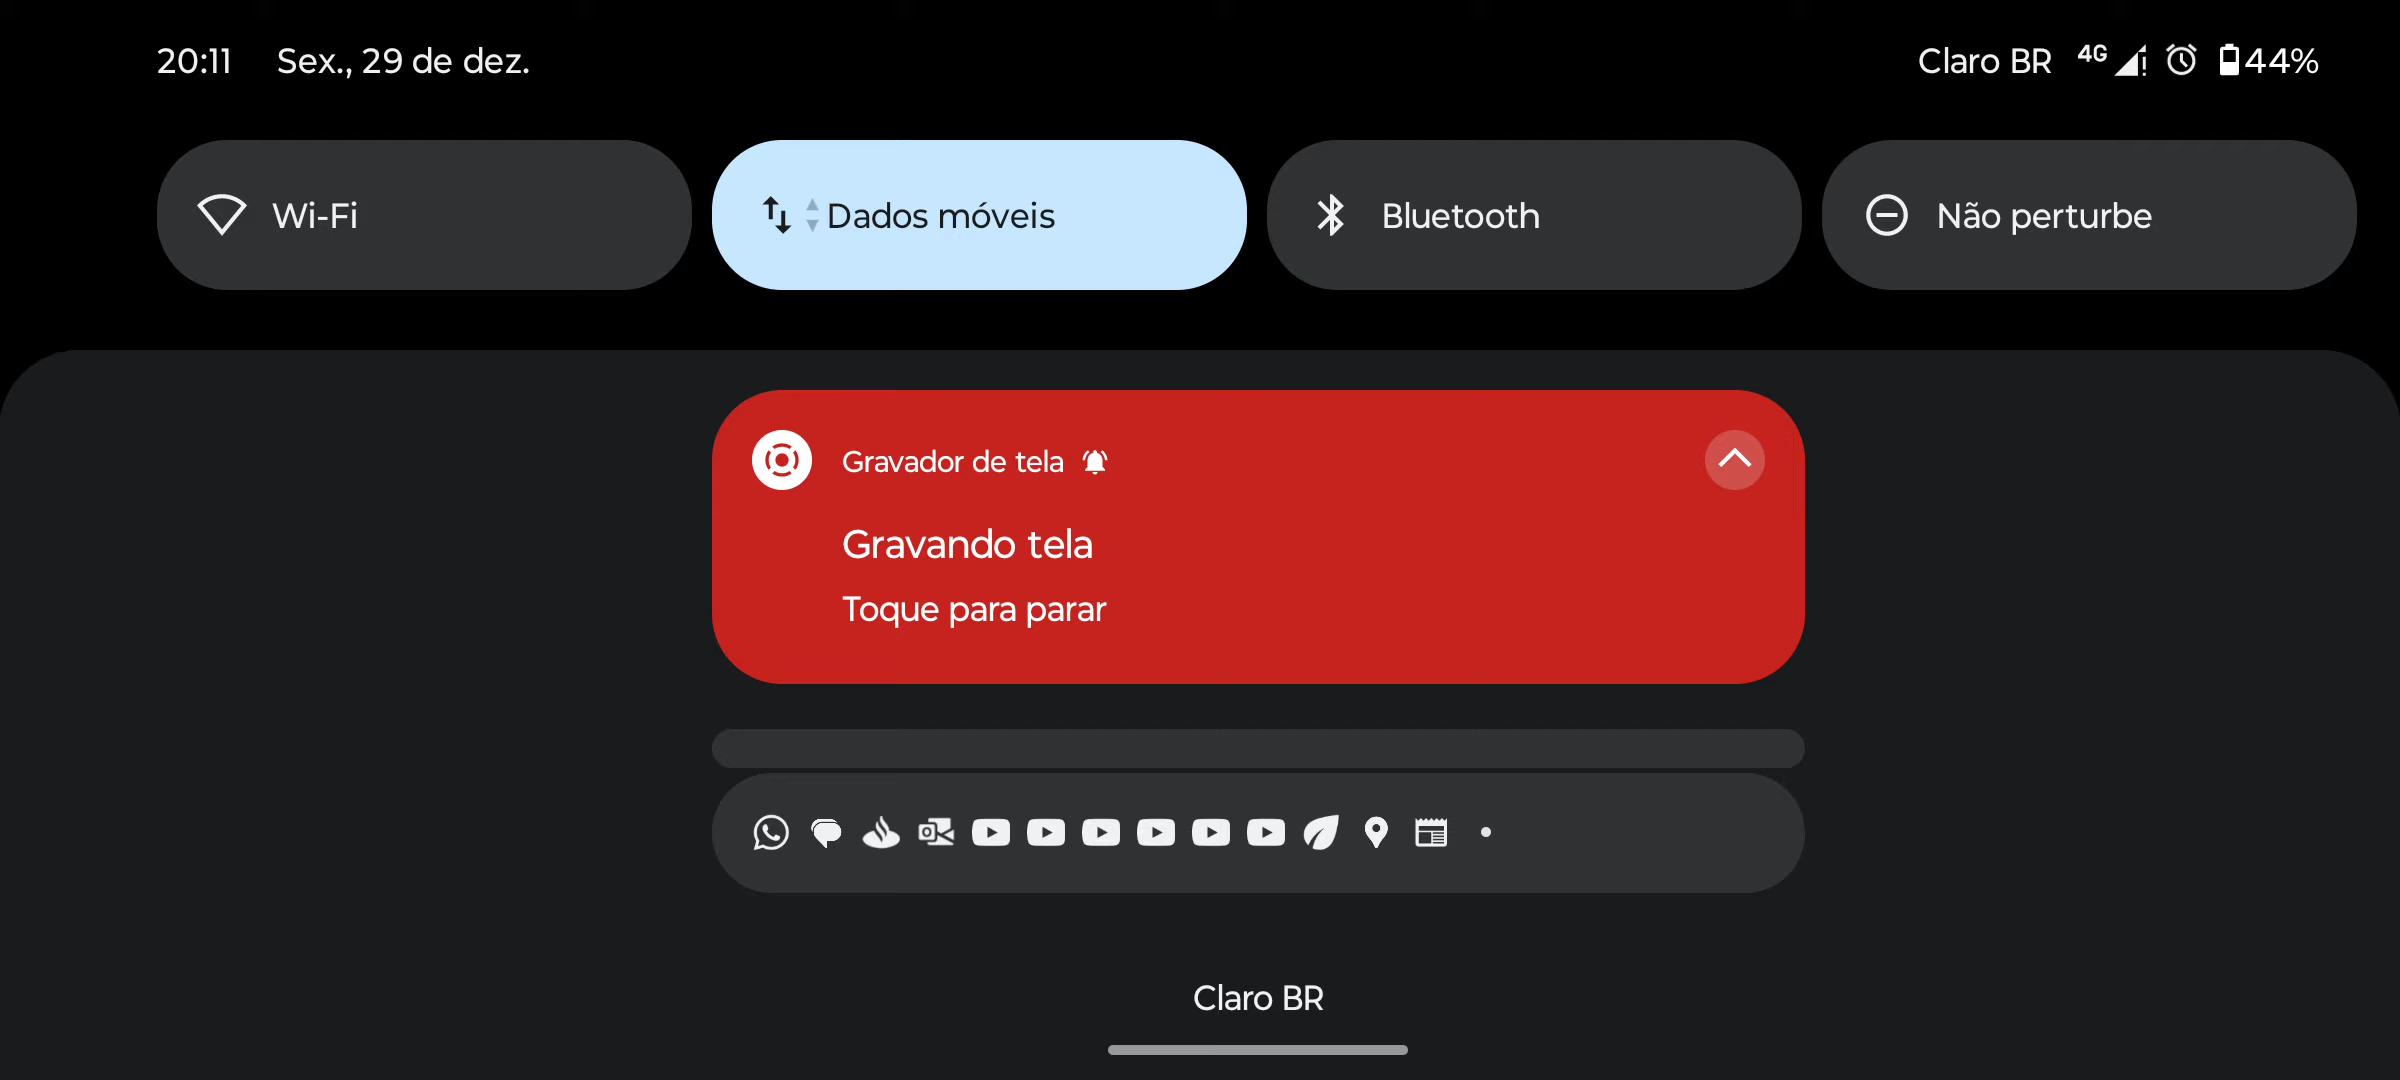 20:11 Sex., 29 de dez. Claro BR 4G 44%
Wi-Fi Dados móveis Bluetooth Não perturbe
Gravador de tela
Gravando tela
Toque para parar
Claro BR